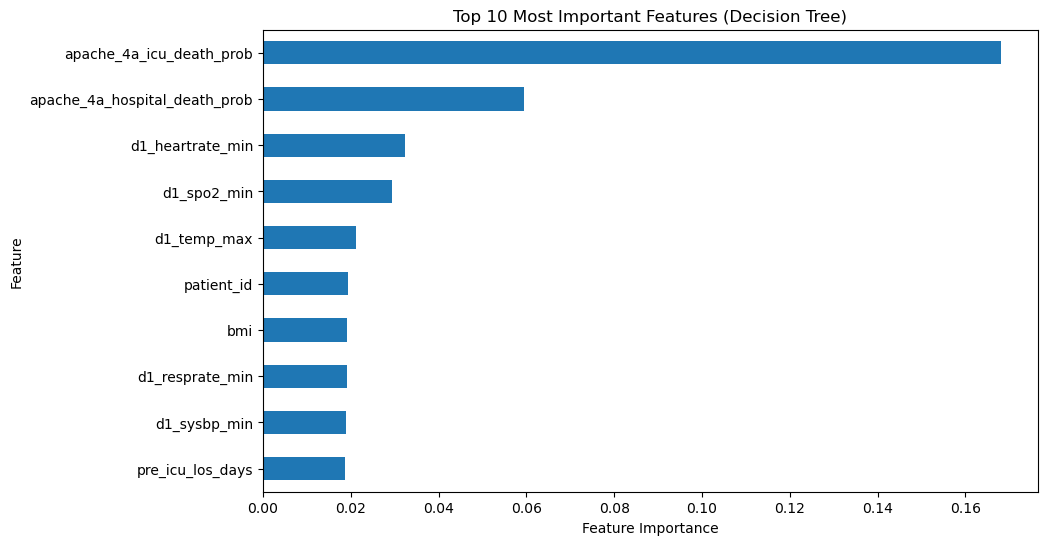 Top 10 Most Important Features (Decision Tree)
apache_4a_icu_death_prob
apache_4a_hospital_death_prob
d1_heartrate_min
d1_spo2_min
d1_temp_max
patient_id
bmi
d1_resprate_min
d1_sysbp_min
pre_icu_los_days
Feature
0.00 0.02 0.04 0.06 0.08 0.10 0.12 0.14 0.16
Feature Importance